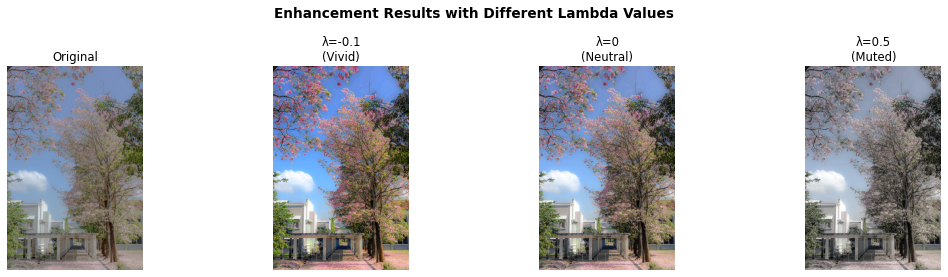 Enhancement Results with Different Lambda Values
Original
λ=-0.1
(Vivid)
λ=0
(Neutral)
λ=0.5
(Muted)